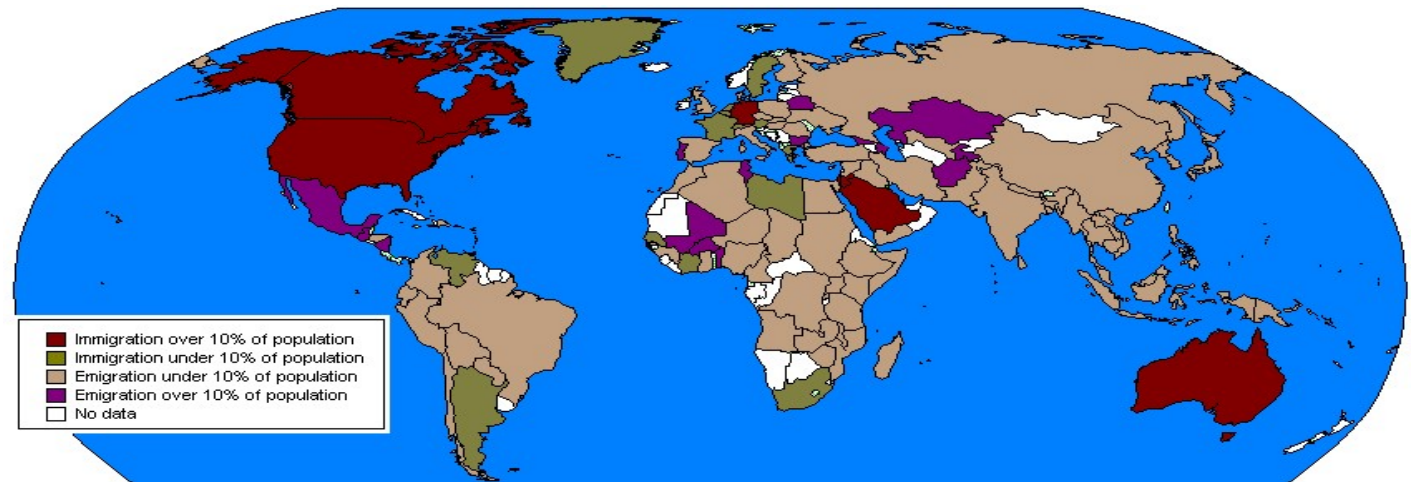 Immigration over 10% of population
Immigration under 10% of population
Emigration under 10% of population
Emigration over 10% of population
No data